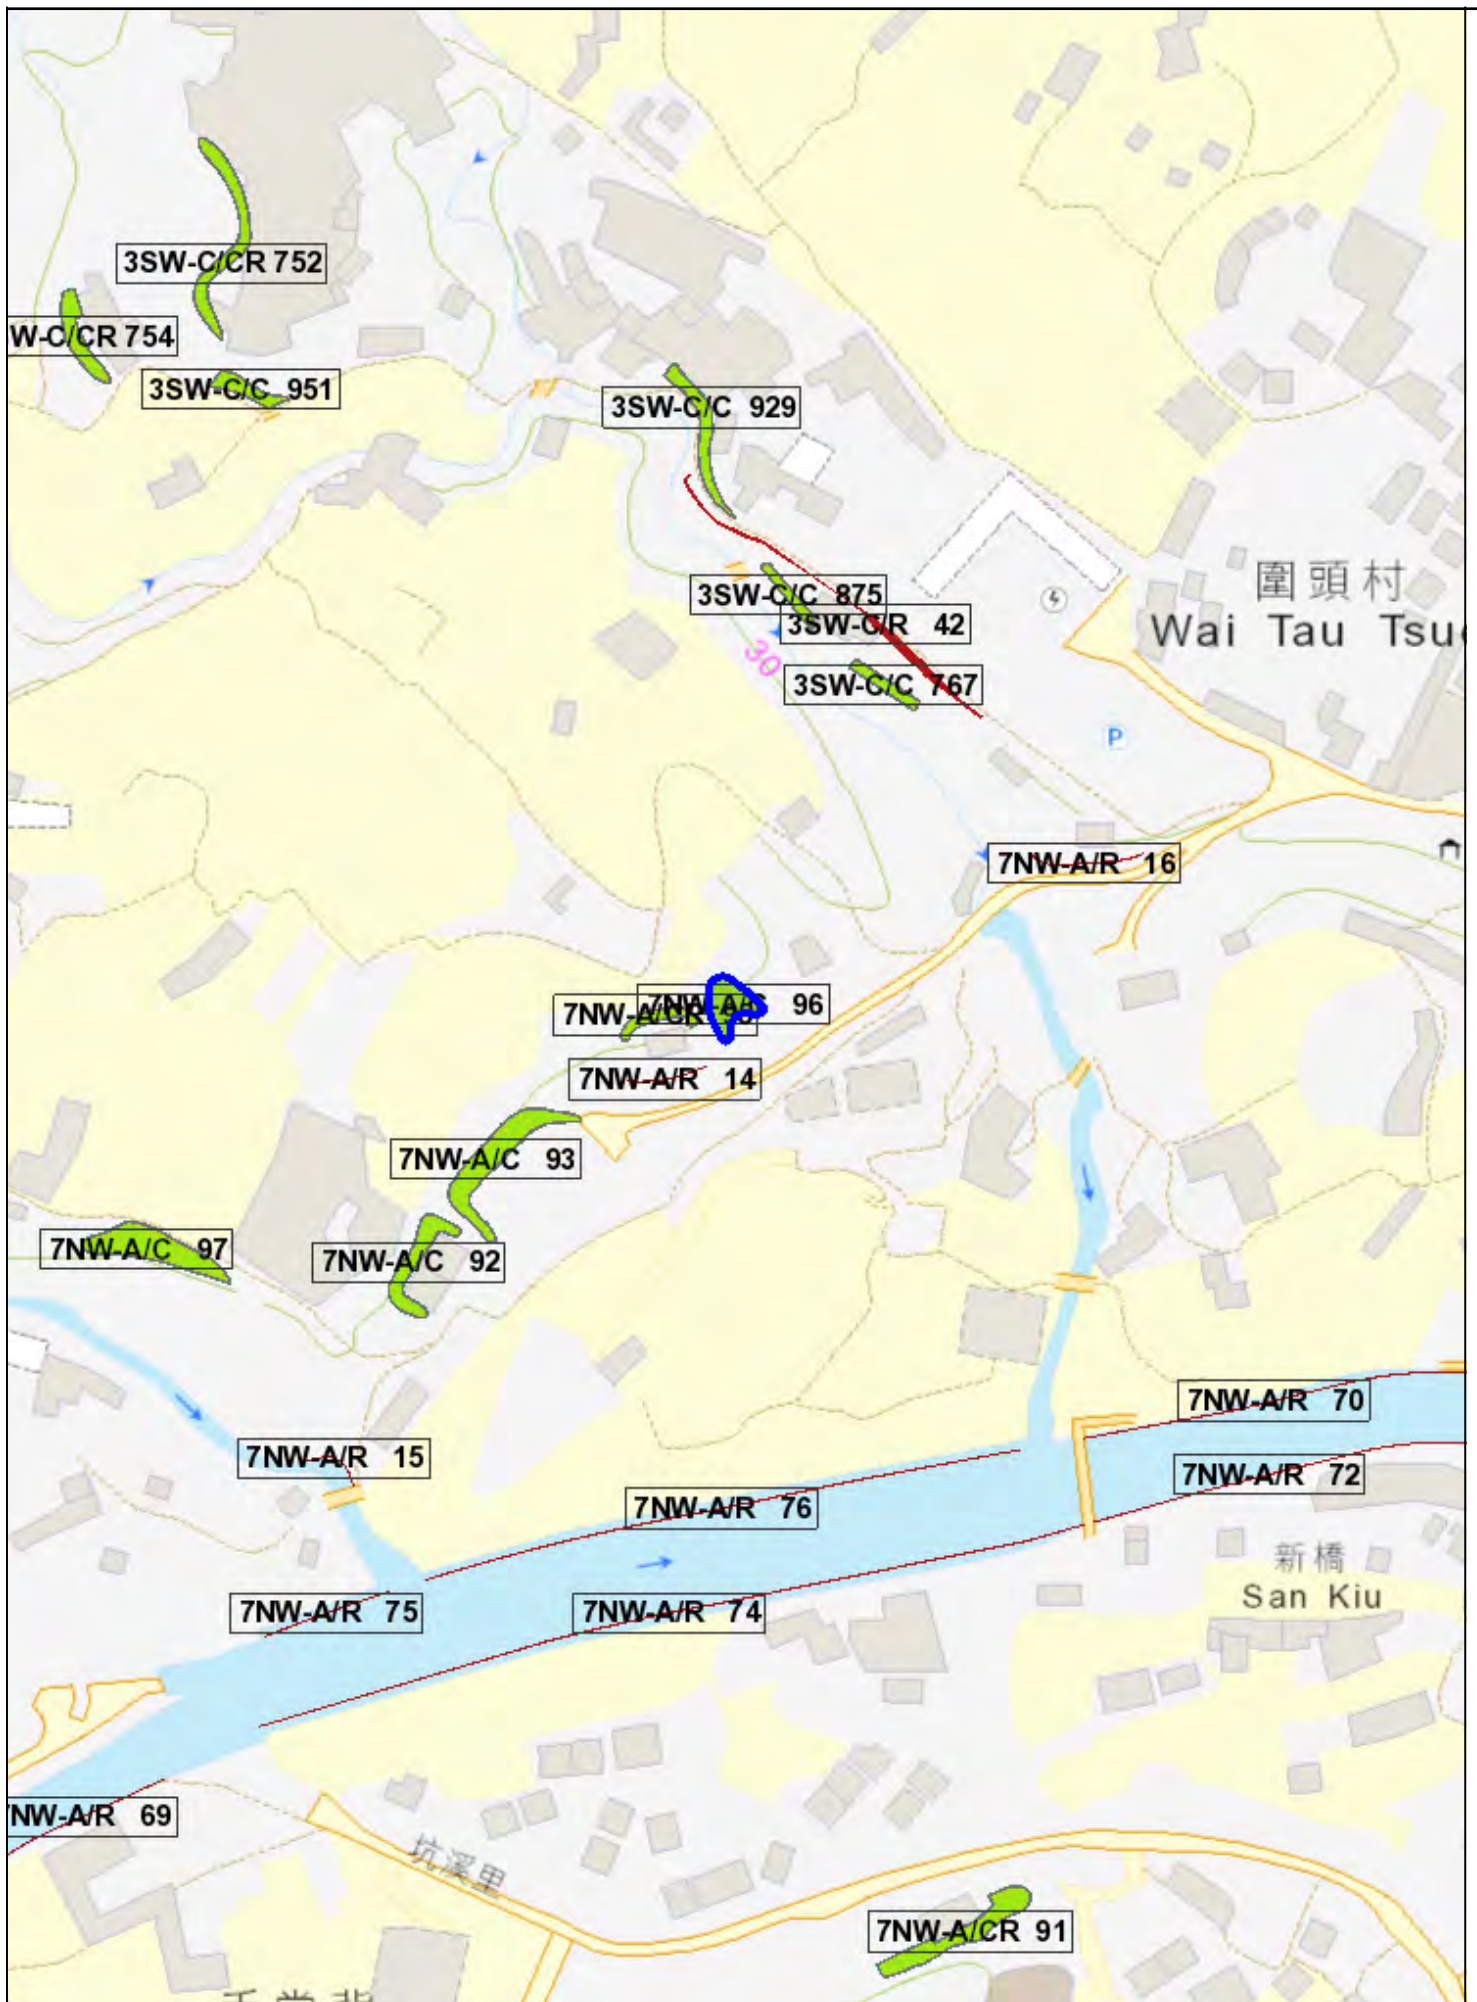 3SW-C/CR 752
W-C/CR 754
3SW-C/C 951
3SW-C/C 929
圍頭村
3SW-C/C 875
3SW-C/R 42
Wai Tau Tsue
30
3SW-C/C 767
P
7NW-A/R 16
7NW-A/C 96
7NW-A/CR
7NW-A/R 14
7NW-A/C 93
7NW-A/C 97
7NW-A/C 92
7NW-A/R 70
7NW-A/R 15
7NW-A/R 72
7NW-A/R 76
新橋
San Kiu
7NW-A/R 75
7NW-A/R 74
NW-A/R 69
坑溪里
7NW-A/CR 91